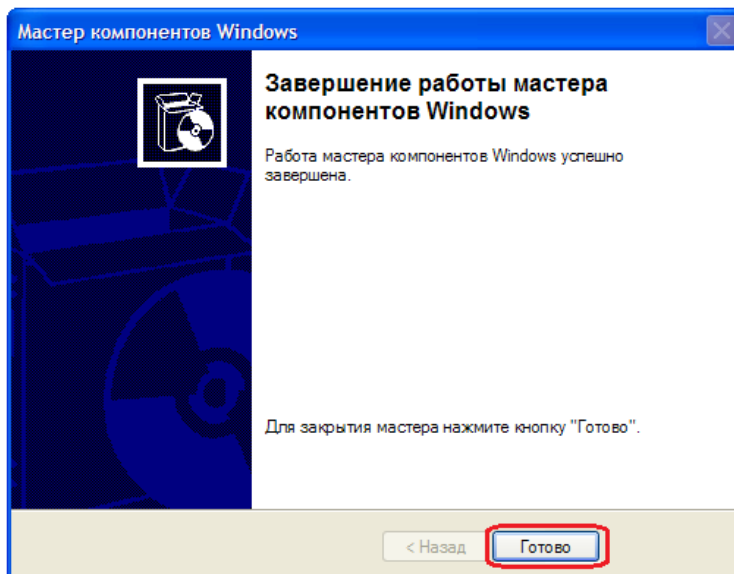 Мастер компонентов Windows
Завершение работы мастера
компонентов Windows
Работа мастера компонентов Windows успешно
завершена.
Для закрытия мастера нажмите кнопку "Готово".
< Назад
Готово